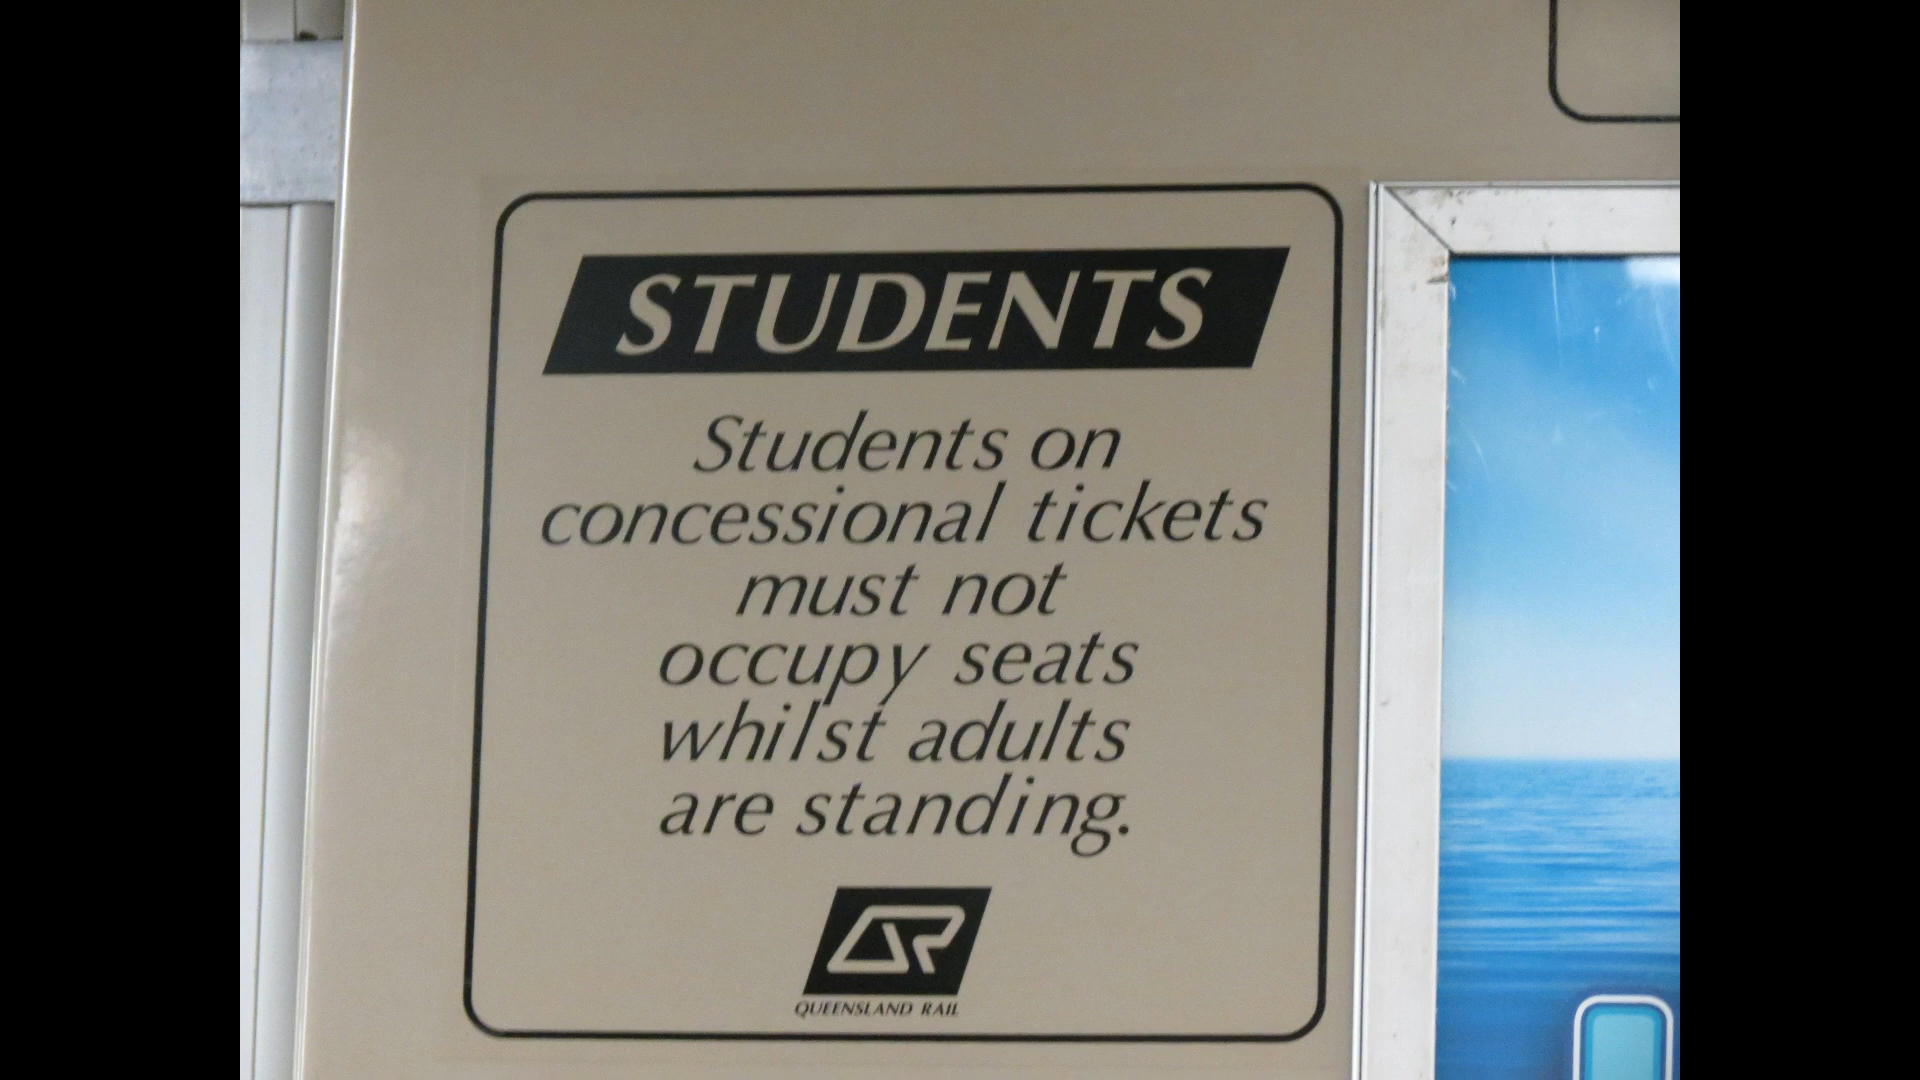 STUDENTS
Students on
concessional tickets
must not
occupy seats
whilst adults
are standing.
QR
QUEENSLAND RAIL